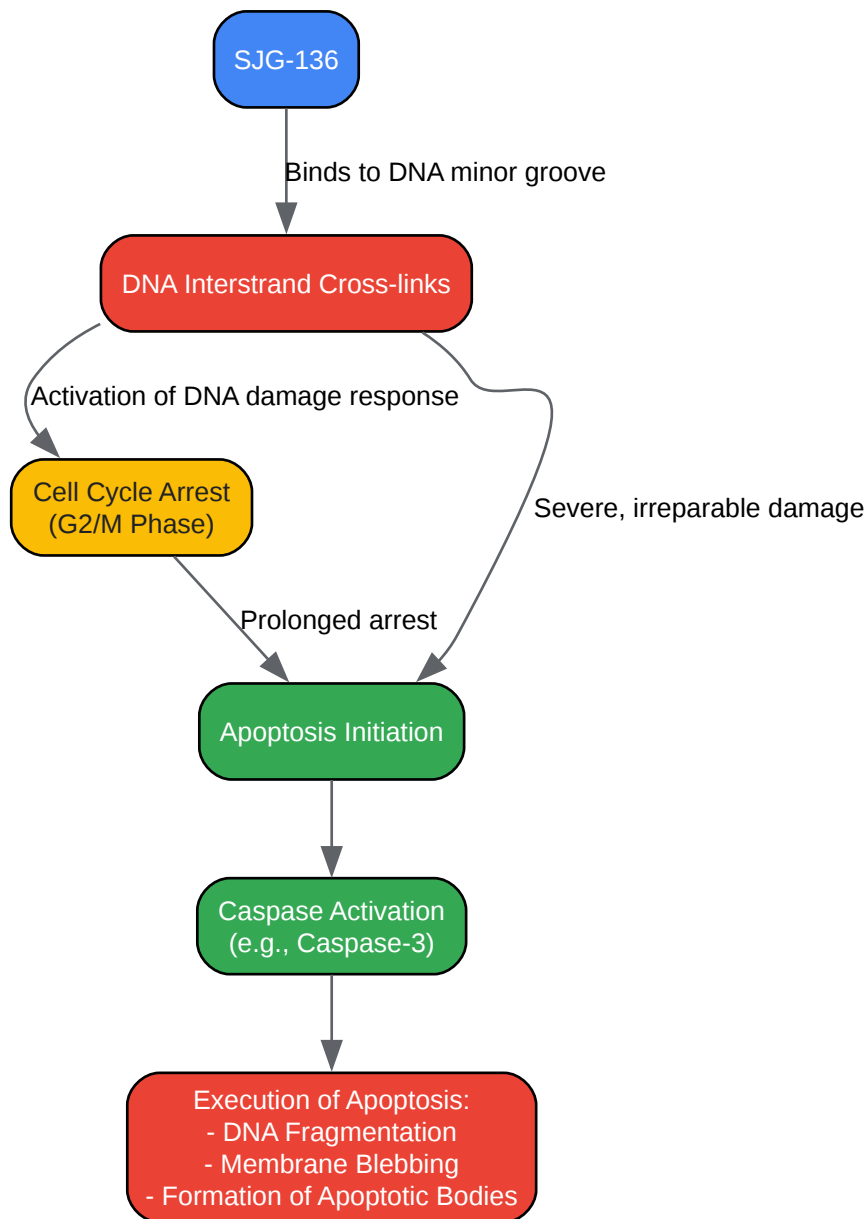 SJG-136
Binds to DNA minor groove
DNA Interstrand Cross-links
Activation of DNA damage response
Cell Cycle Arrest
(G2/M Phase)
Severe, irreparable damage
Prolonged arrest
Apoptosis Initiation
Caspase Activation
(e.g., Caspase-3)
Execution of Apoptosis:
- DNA Fragmentation
- Membrane Blebbing
- Formation of Apoptotic Bodies